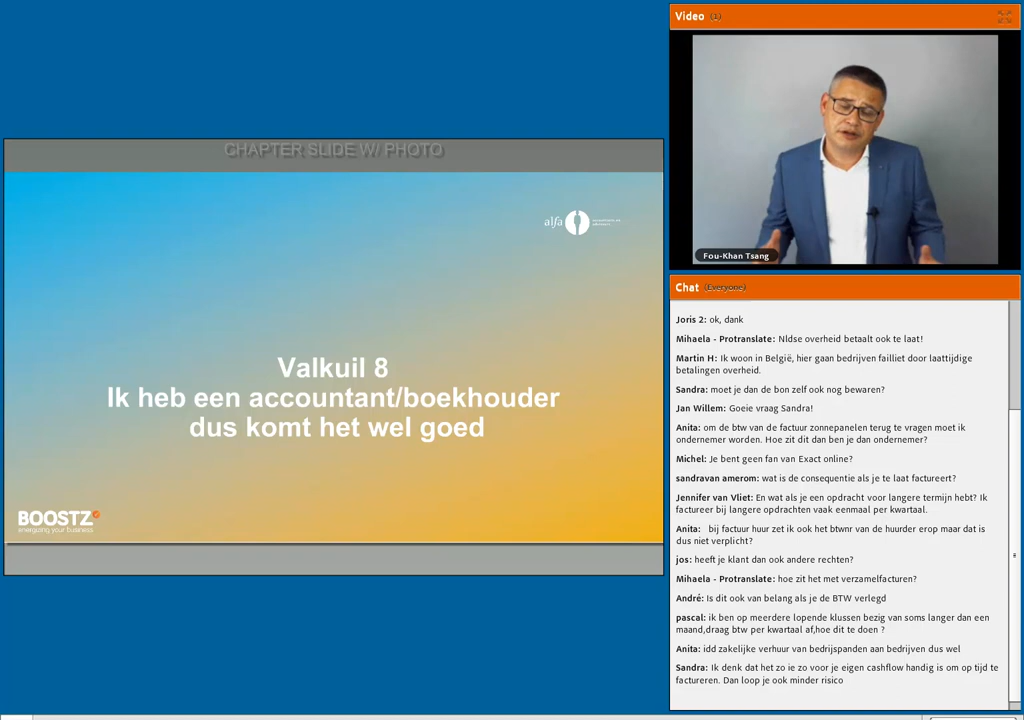 CHAPTER SLIDE W/ PHOTO
alfa
Valkuil 8
Ik heb een accountant/boekhouder
dus komt het wel goed
BOOSTZ
energizing your business
Video (1)
Fou-Khan Tsang
Chat (Everyone)
Joris 2: ok, dank
Mihaela - Protranslate: Nldse overheid betaalt ook te laat!
Martin H: Ik woon in België, hier gaan bedrijven failliet door laattijdige
betalingen overheid.
Sandra: moet je dan de bon zelf ook nog bewaren?
Jan Willem: Goeie vraag Sandra!
Anita: om de btw van de factuur zonnepanelen terug te vragen moet ik
ondernemer worden. Hoe zit dit dan ben je dan ondernemer?
Michel: Je bent geen fan van Exact online?
sandravan amerom: wat is de consequentie als je te laat factureert?
Jennifer van Vliet: En wat als je een opdracht voor langere termijn hebt? Ik
factureer bij langere opdrachten vaak eenmaal per kwartaal.
Anita: bij factuur huur zet ik ook het btwnr van de huurder erop maar dat is
dus niet verplicht?
jos: heeft je klant dan ook andere rechten?
Mihaela - Protranslate: hoe zit het met verzamelfacturen?
André: Is dit ook van belang als je de BTW verlegd
pascal: ik ben op meerdere lopende klussen bezig van soms langer dan een
maand,draag btw per kwartaal af,hoe dit te doen ?
Anita: idd zakelijke verhuur van bedrijspanden aan bedrijven dus wel
Sandra: Ik denk dat het zo ie zo voor je eigen cashflow handig is om op tijd te
factureren. Dan loop je ook minder risico